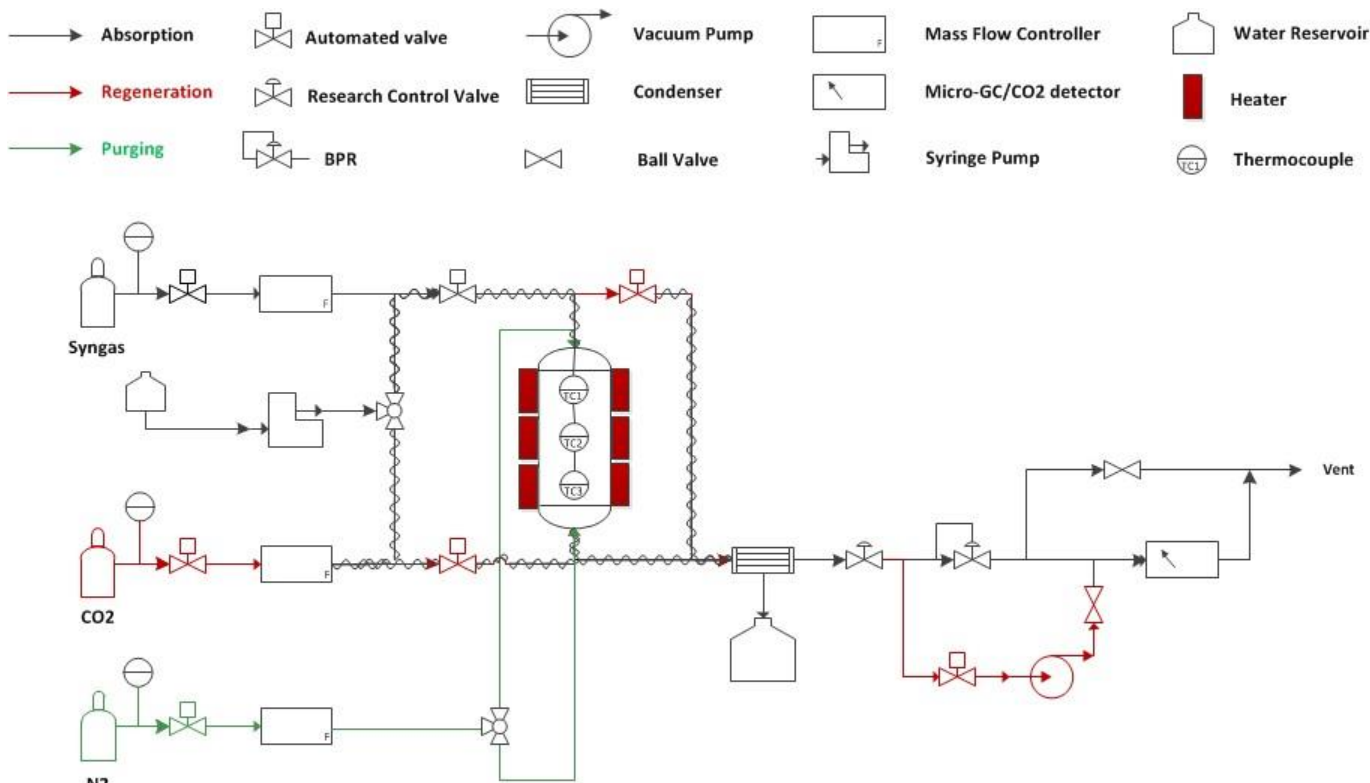 Absorption
Automated valve
Vacuum Pump
Mass Flow Controller
F
Water Reservoir
Regeneration
Research Control Valve
Condenser
Micro-GC/CO2 detector
Heater
Purging
BPR
Ball Valve
Syringe Pump
TC1
Thermocouple
F
Syngas
TC1
TC2
TC3
Vent
F
CO2
F
N2